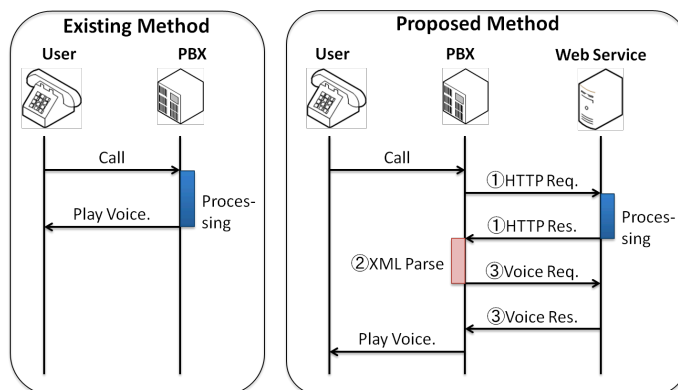 Existing Method
User
PBX
Call
Play Voice.
Proces-
sing
Proposed Method
User
PBX
Web Service
Call
①HTTP Req.
①HTTP Res.
Proces-
sing
②XML Parse
③Voice Req.
③Voice Res.
Play Voice.